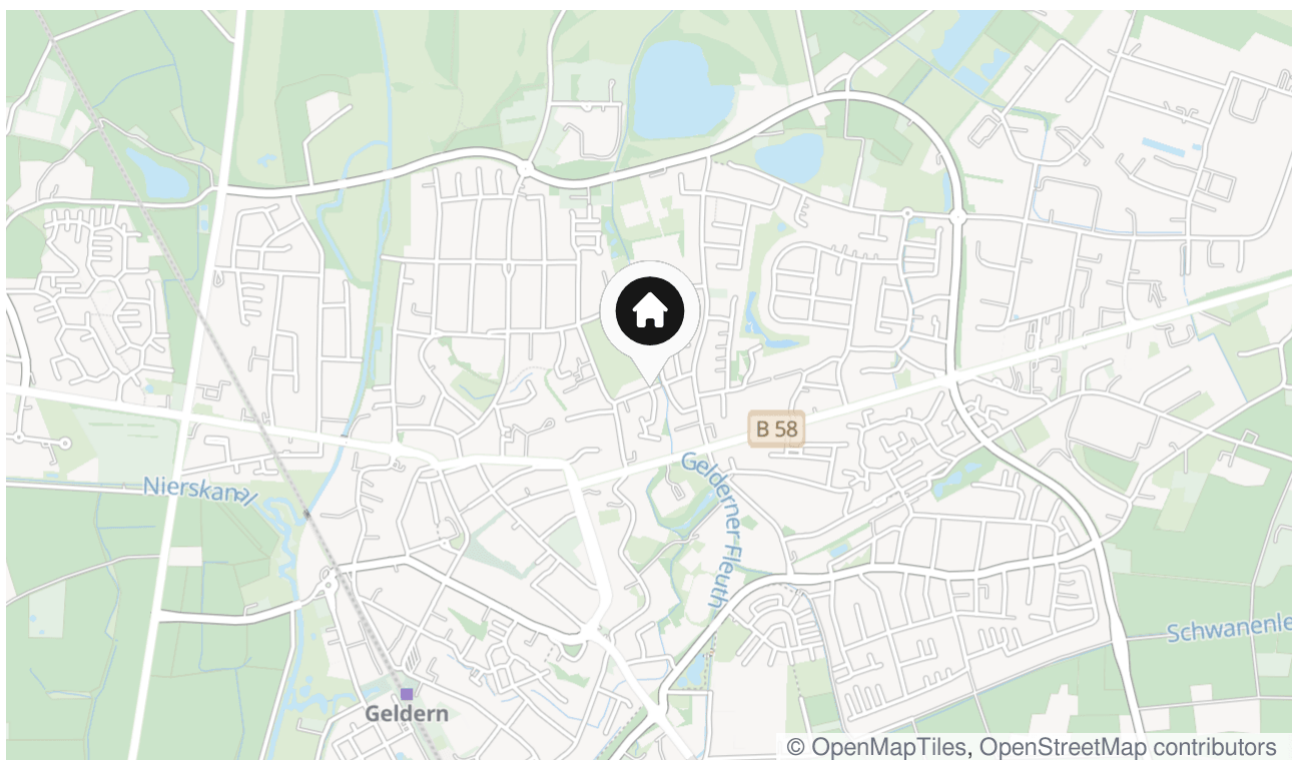 B 58
Nierskanal
Gelderner Fleuth
Schwanenle
Geldern
© OpenMapTiles, OpenStreetMap contributors